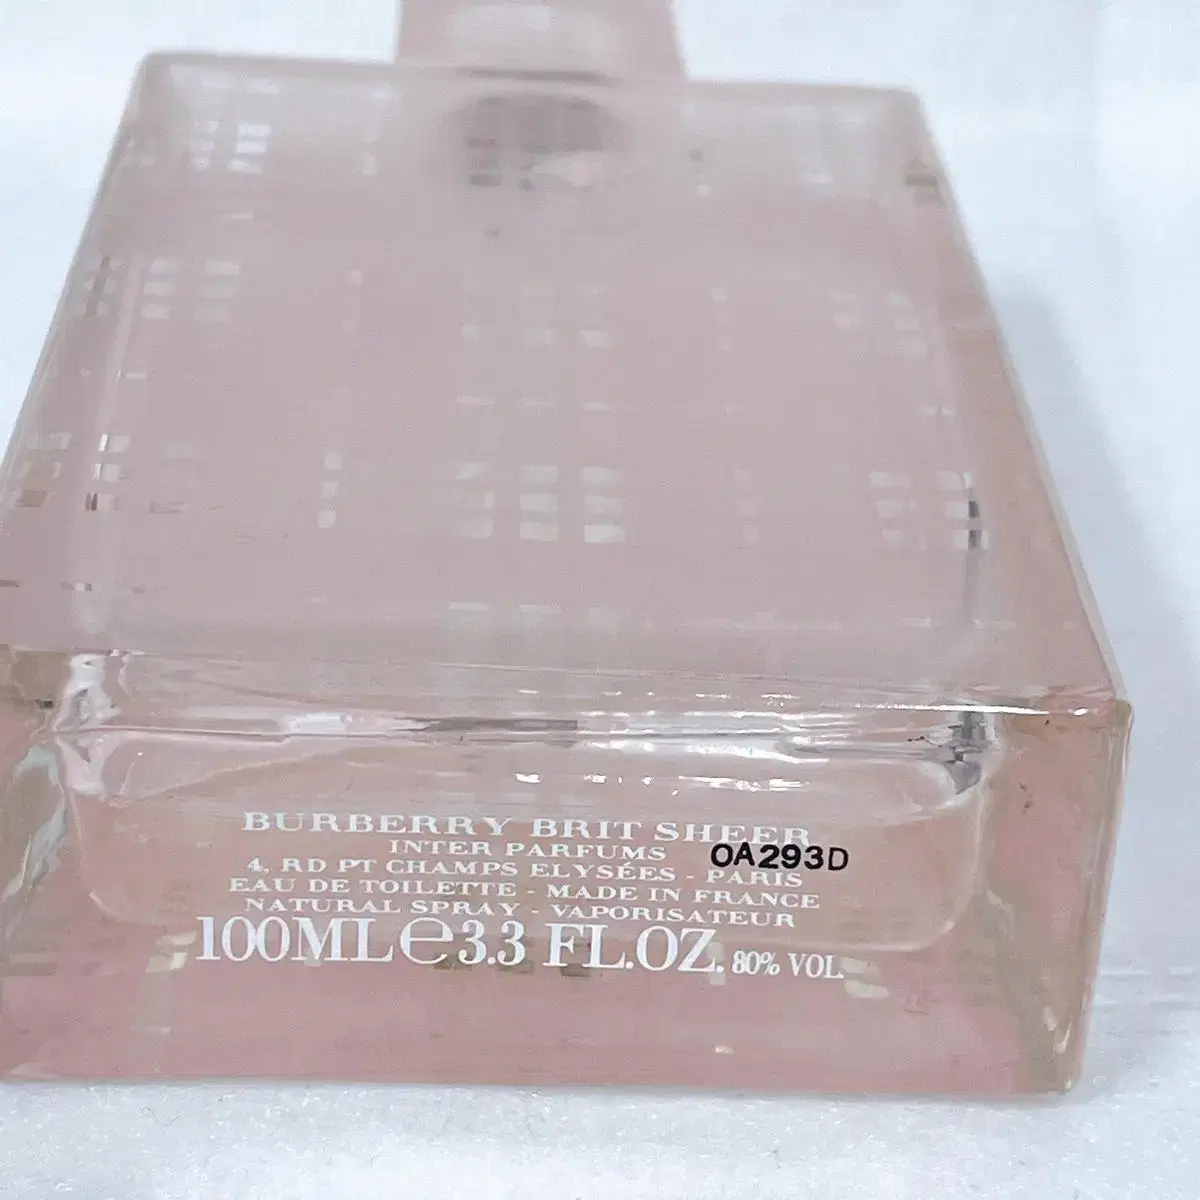 BURBERRY BRIT SHEER
INTER PARFUMS
0A293D
4, RD PT CHAMPS ELYSÉES - PARIS
EAU DE TOILETTE - MADE IN FRANCE
NATURAL SPRAY - VAPORISATEUR
100ML℮3.3 FL.OZ. 80% VOL.